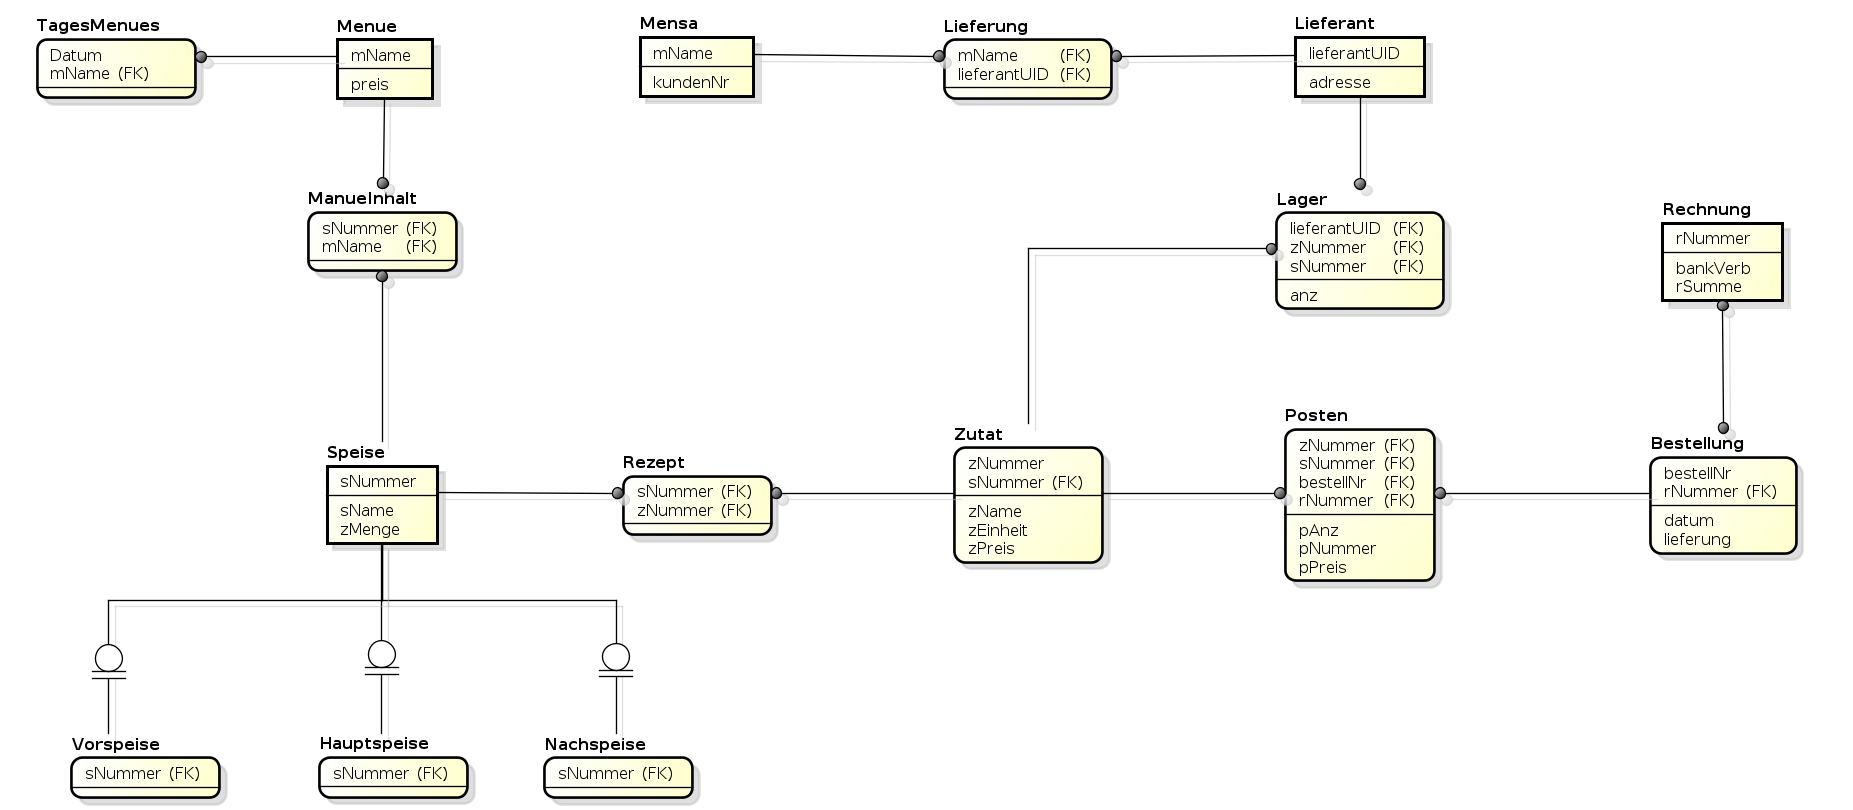 TagesMenues
Datum
mName (FK)
Menue
mName
preis
Mensa
mName
kundenNr
Lieferung
mName (FK)
lieferantUID (FK)
Lieferant
lieferantUID
adresse
ManueInhalt
sNummer (FK)
mName (FK)
Lager
lieferantUID (FK)
zNummer (FK)
sNummer (FK)
anz
Rechnung
rNummer
bankVerb
rSumme
Speise
sNummer
sName
zMenge
Rezept
sNummer (FK)
zNummer (FK)
Zutat
zNummer
sNummer (FK)
zName
zEinheit
zPreis
Posten
zNummer (FK)
sNummer (FK)
bestellNr (FK)
rNummer (FK)
pAnz
pNummer
pPreis
Bestellung
bestellNr
rNummer (FK)
datum
lieferung
Vorspeise
sNummer (FK)
Hauptspeise
sNummer (FK)
Nachspeise
sNummer (FK)